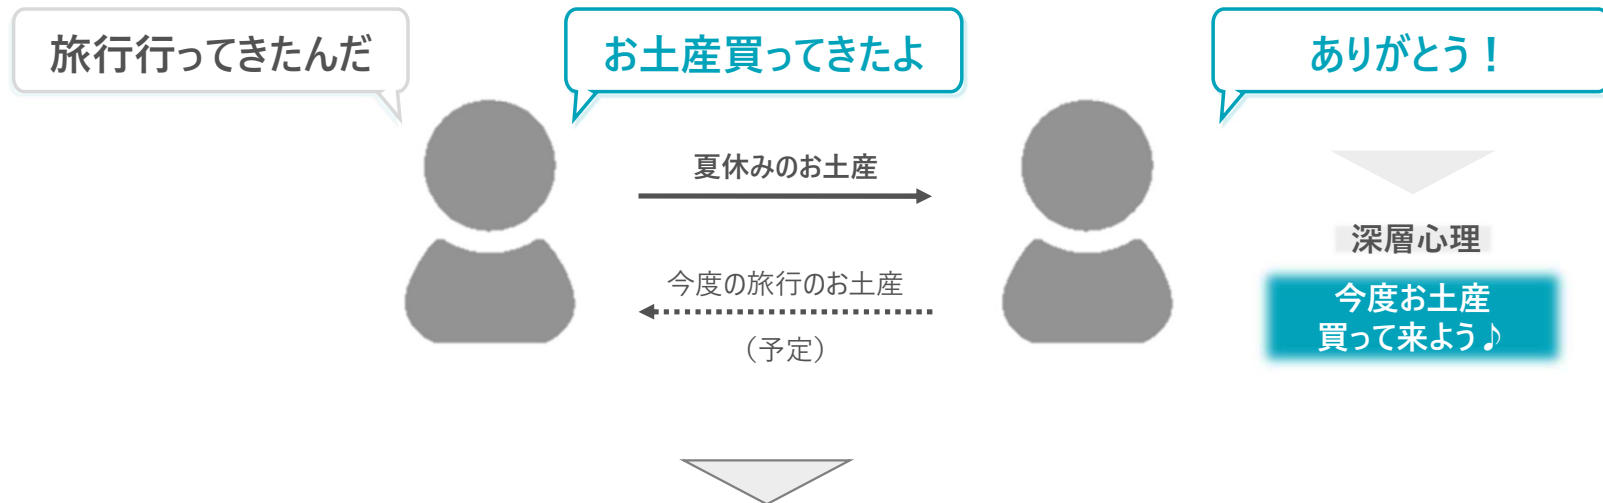 旅行行ってきたんだ
お土産買ってきたよ
ありがとう！
夏休みのお土産
今度の旅行のお土産
（予定）
深層心理
今度お土産
買って来よう♪